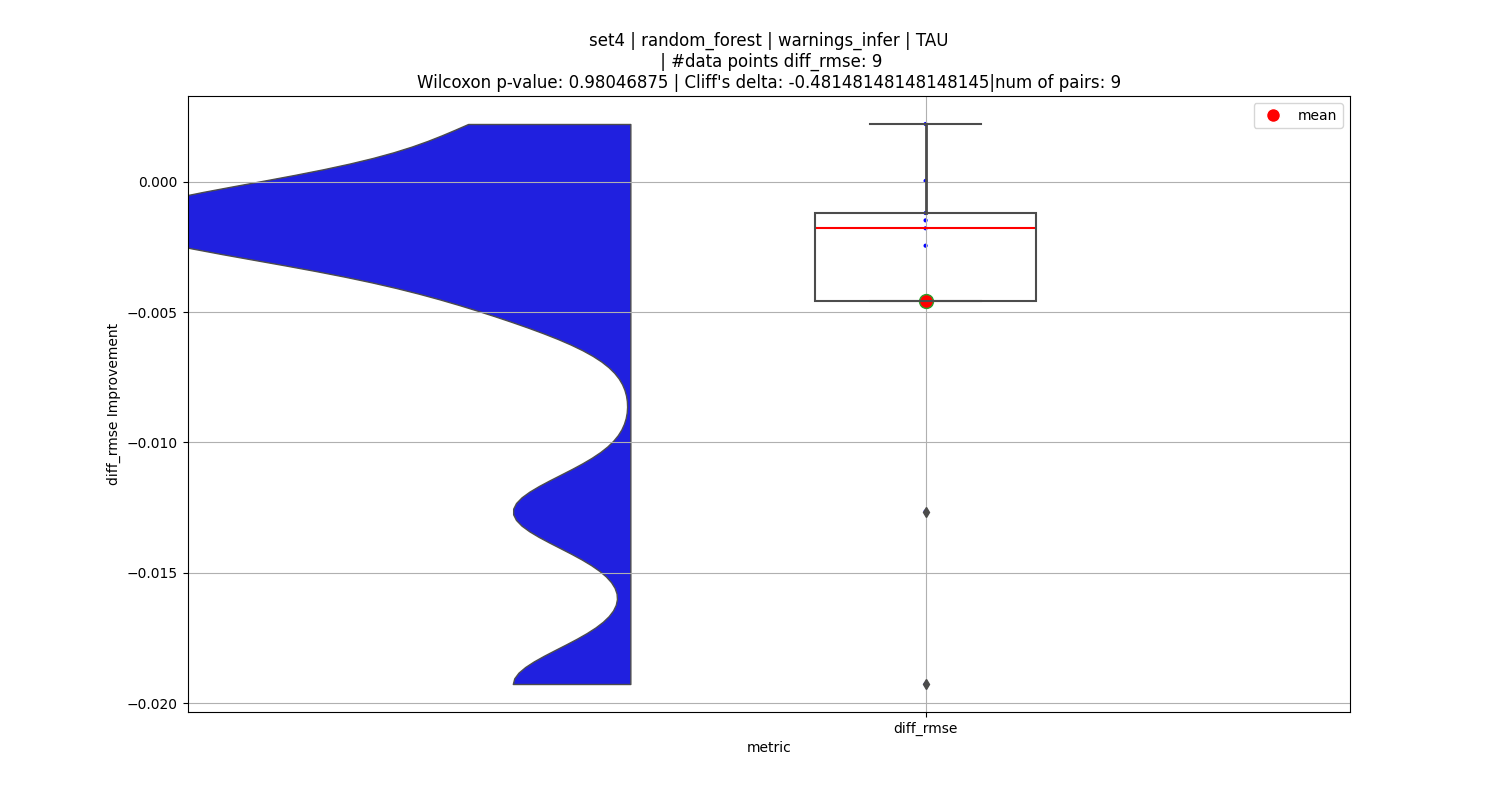 set4 | random_forest | warnings_infer | TAU
| #data points diff_rmse: 9
Wilcoxon p-value: 0.98046875 | Cliff's delta: -0.48148148148148145|num of pairs: 9
mean
0.000
−0.005
−0.010
−0.015
−0.020
diff_rmse Improvement
diff_rmse
metric